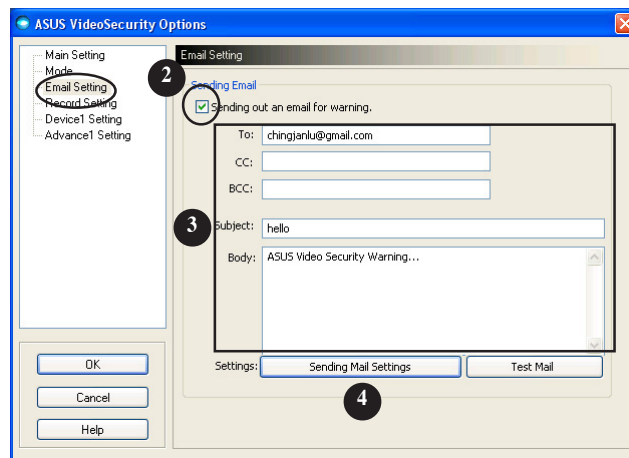 ASUS VideoSecurity Options
Main Setting
Mode
Email Setting
Record Setting
Device1 Setting
Advance1 Setting
OK
Cancel
Help
Email Setting
2
Sending Email
Sending out an email for warning.
To: chingjanlu@gmail.com
CC:
BCC:
3
Subject: hello
Body: ASUS Video Security Warning...
Settings: Sending Mail Settings Test Mail
4